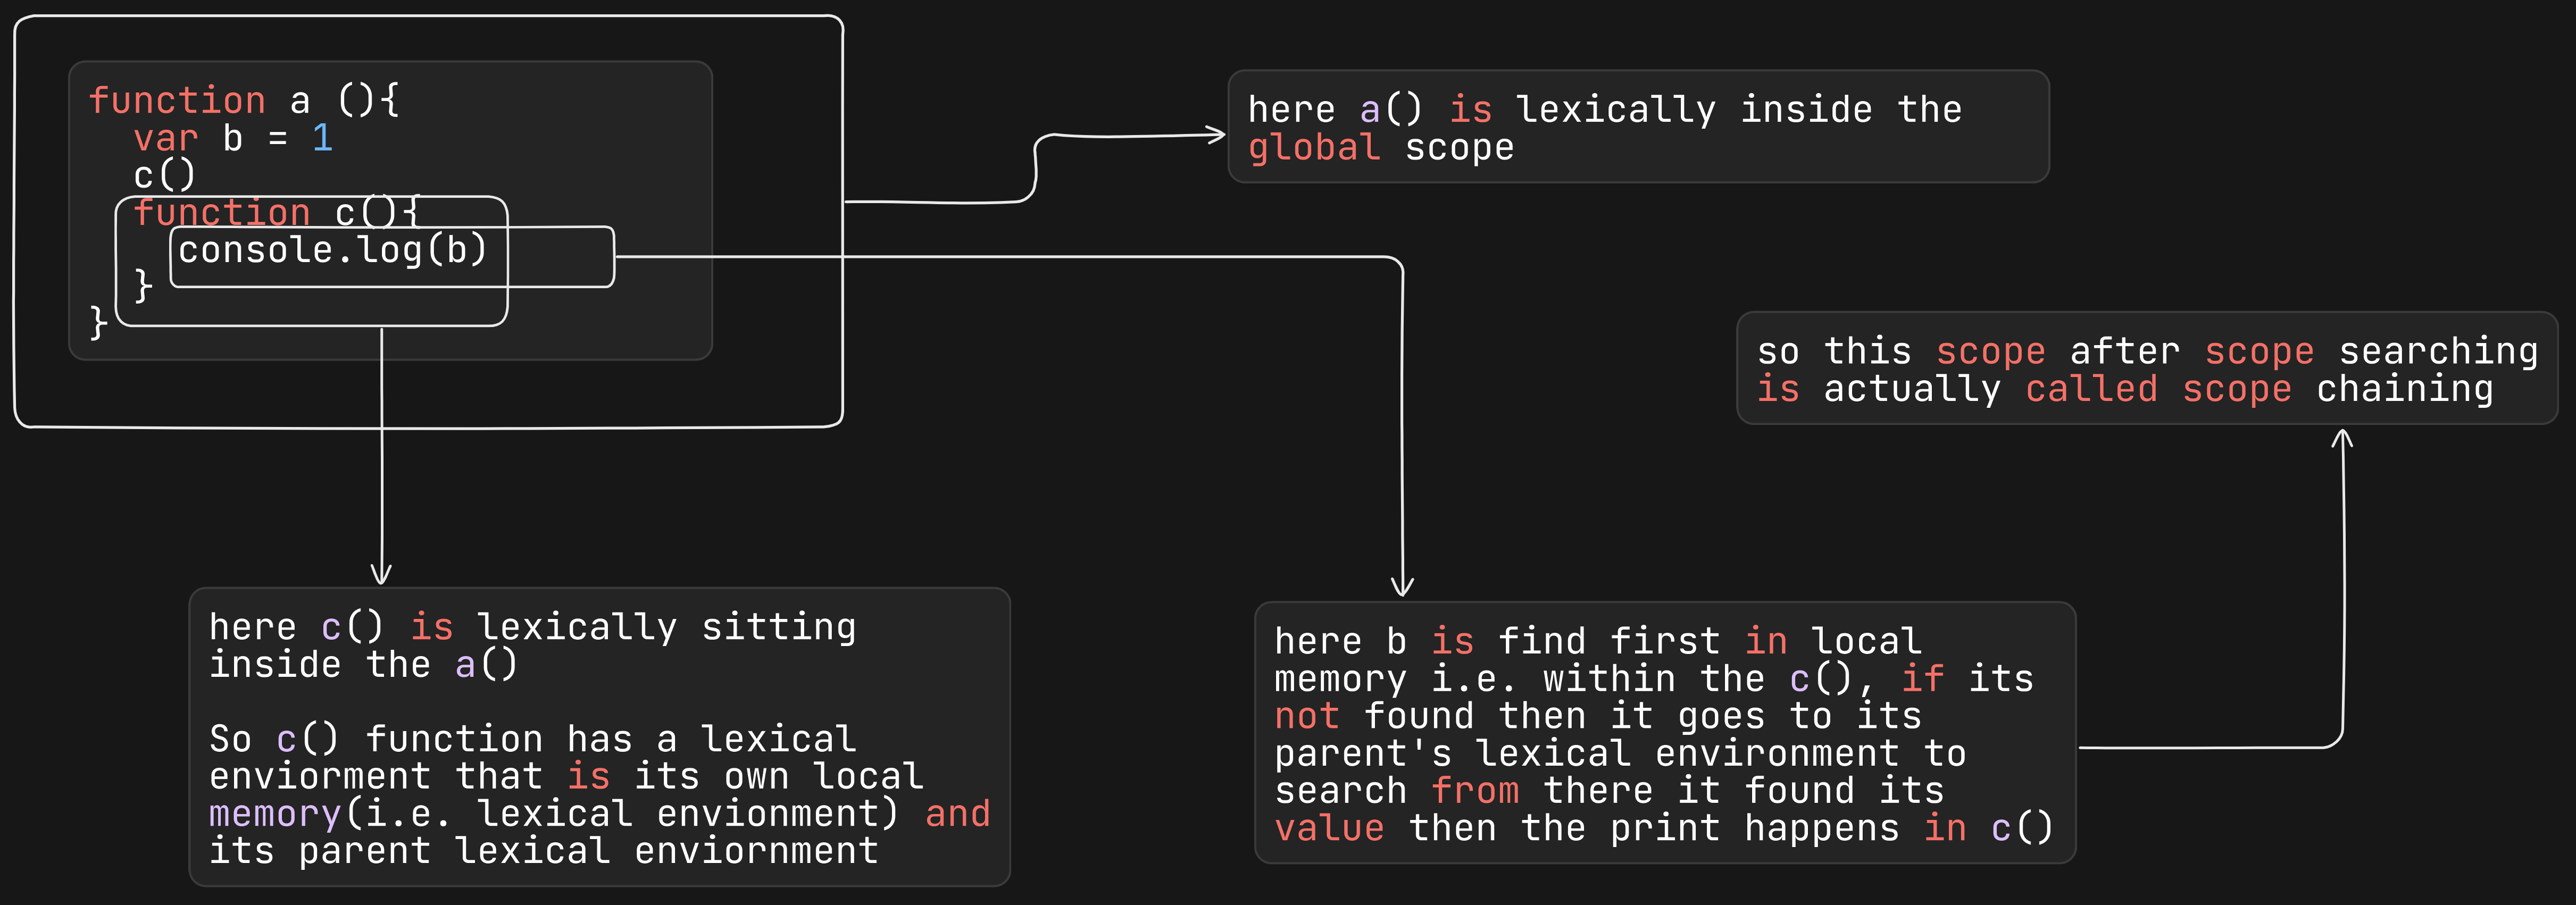 function a (){
  var b = 1
  c()
  function c(){
    console.log(b)
  }
}
here a() is lexically inside the
global scope
so this scope after scope searching
is actually called scope chaining
here c() is lexically sitting
inside the a()
So c() function has a lexical
enviorment that is its own local
memory(i.e. lexical envionment) and
its parent lexical enviornment
here b is find first in local
memory i.e. within the c(), if its
not found then it goes to its
parent's lexical environment to
search from there it found its
value then the print happens in c()